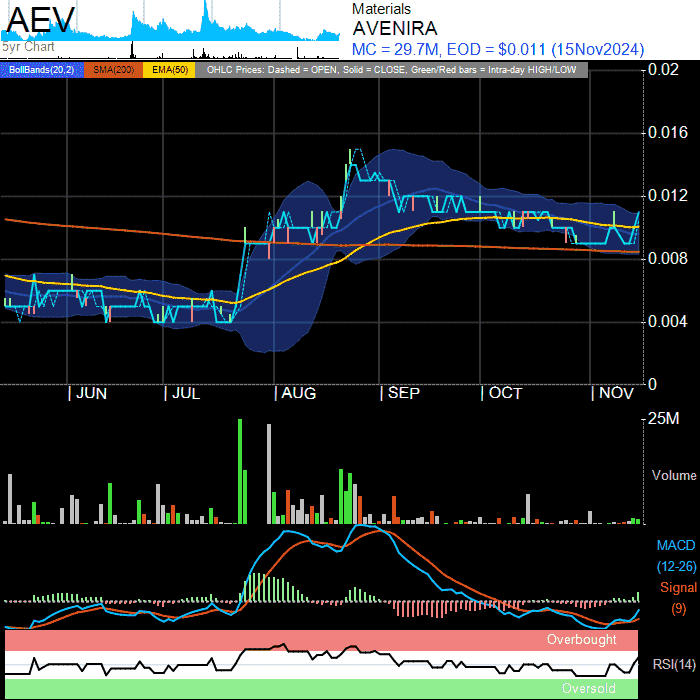 AEV
5yr Chart
Materials
AVENIRA
MC = 29.7M, EOD = $0.011 (15Nov2024)
BollBands(20,2) SMA(200) EMA(50) OHLC Prices: Dashed = OPEN, Solid = CLOSE, Green/Red bars = Intra-day HIGH/LOW
0.02
0.016
0.012
0.008
0.004
0
| JUN | JUL | AUG | SEP | OCT | NOV
25M
Volume
MACD
(12-26)
Signal
(9)
Overbought
RSI(14)
Oversold